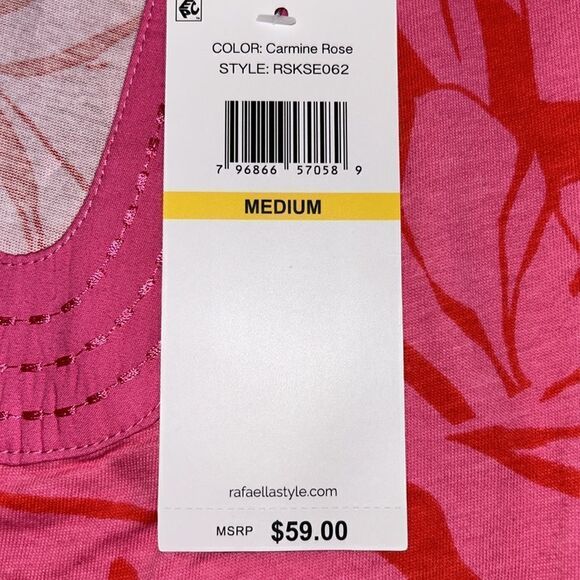 COLOR: Carmine Rose
STYLE: RSKSE062
7 96866 57058 9
MEDIUM
rafaellastyle.com
MSRP $59.00